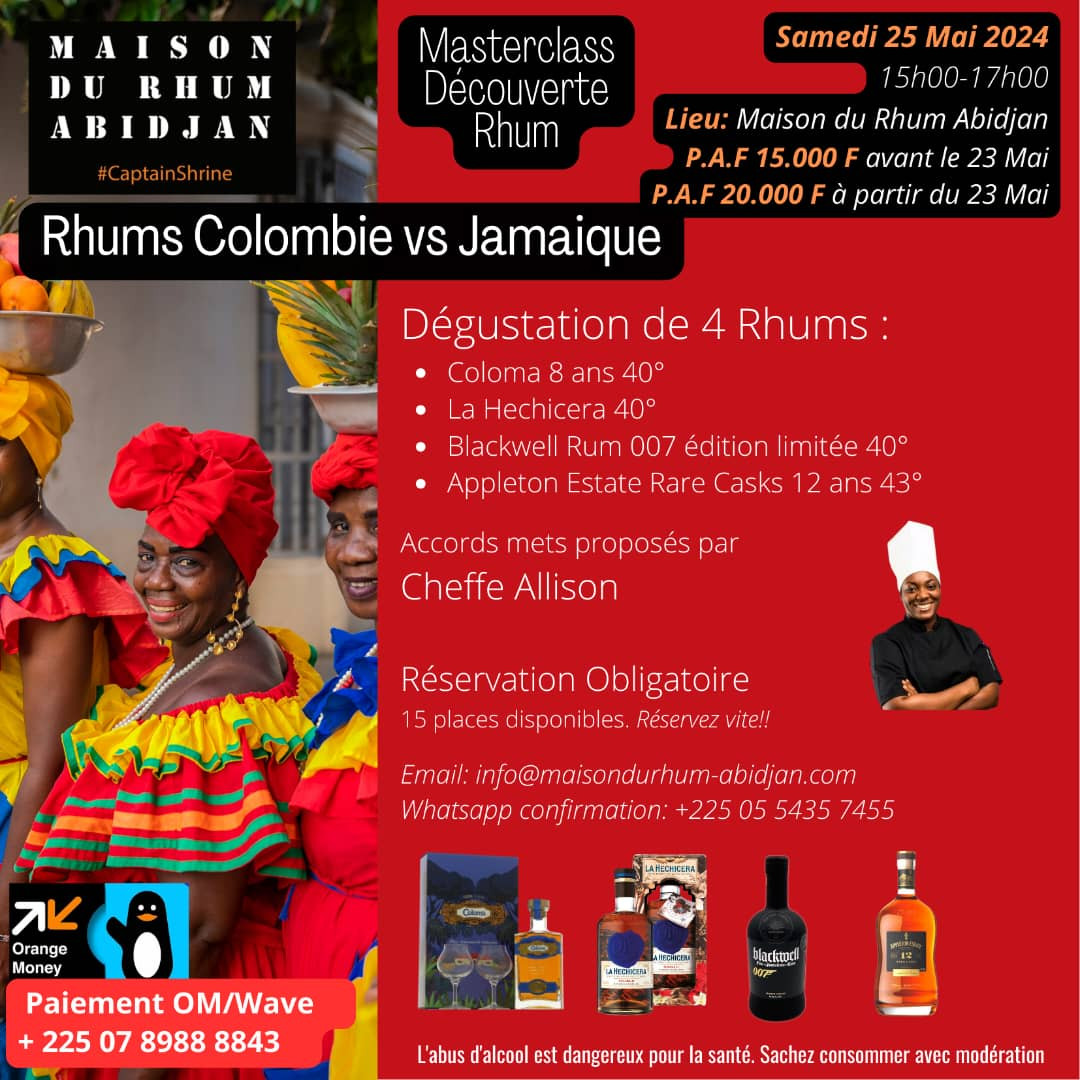 MAISON
DU RHUM
ABIDJAN
#CaptainShrine
Masterclass
Découverte
Rhum
Samedi 25 Mai 2024
15h00-17h00
Lieu: Maison du Rhum Abidjan
P.A.F 15.000 F avant le 23 Mai
P.A.F 20.000 F à partir du 23 Mai
Rhums Colombie vs Jamaique
Dégustation de 4 Rhums :
• Coloma 8 ans 40°
• La Hechicera 40°
• Blackwell Rum 007 édition limitée 40°
• Appleton Estate Rare Casks 12 ans 43°
Accords mets proposés par
Cheffe Allison
Réservation Obligatoire
15 places disponibles. Réservez vite!!
Email: info@maisondurhum-abidjan.com
Whatsapp confirmation: +225 05 5435 7455
Coloma
LA HECHICERA
LA HECHICERA
LA HECHICERA
blackwell
007
APPLETON ESTATE
12
Orange
Money
Paiement OM/Wave
+ 225 07 8988 8843
L'abus d'alcool est dangereux pour la santé. Sachez consommer avec modération